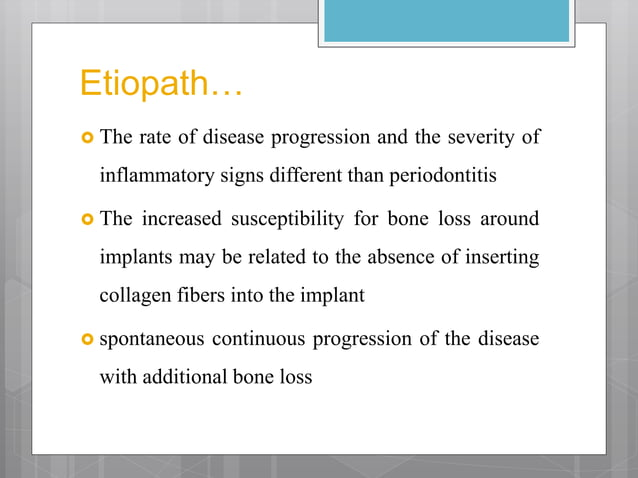 Etiopath…
The rate of disease progression and the severity of
inflammatory signs different than periodontitis
The increased susceptibility for bone loss around
implants may be related to the absence of inserting
collagen fibers into the implant
spontaneous continuous progression of the disease
with additional bone loss